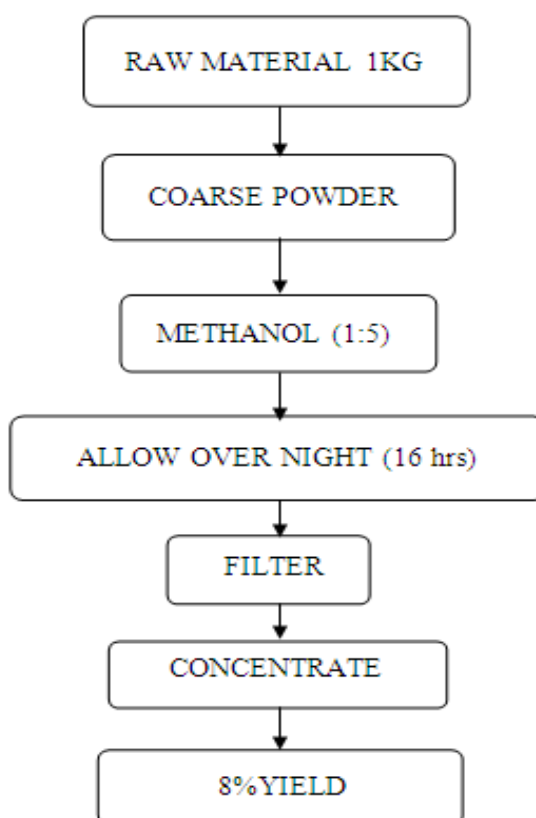 RAW MATERIAL 1KG
COARSE POWDER
METHANOL (1:5)
ALLOW OVER NIGHT (16 hrs)
FILTER
CONCENTRATE
8%YIELD